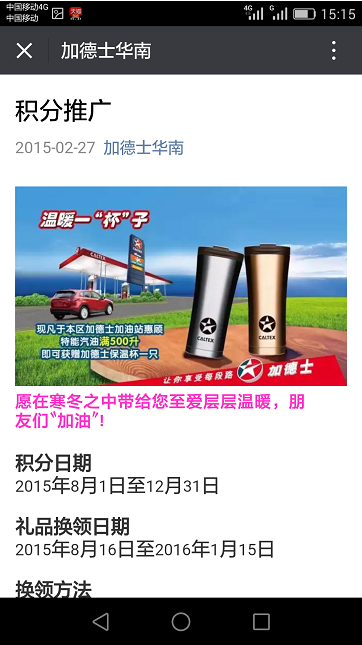 中国移动4G
中国移动
4G
G
15:15
加德士华南
积分推广
2015-02-27 加德士华南
温暖一“杯”子
CALTEX
现凡于本区加德士加油站惠顾
特能汽油满500升
即可获赠加德士保温杯一只
CALTEX
CALTEX
加德士
让你享受每段路
愿在寒冬之中带给您至爱层层温暖，朋
友们“加油”!
积分日期
2015年8月1日至12月31日
礼品换领日期
2015年8月16日至2016年1月15日
换领方法